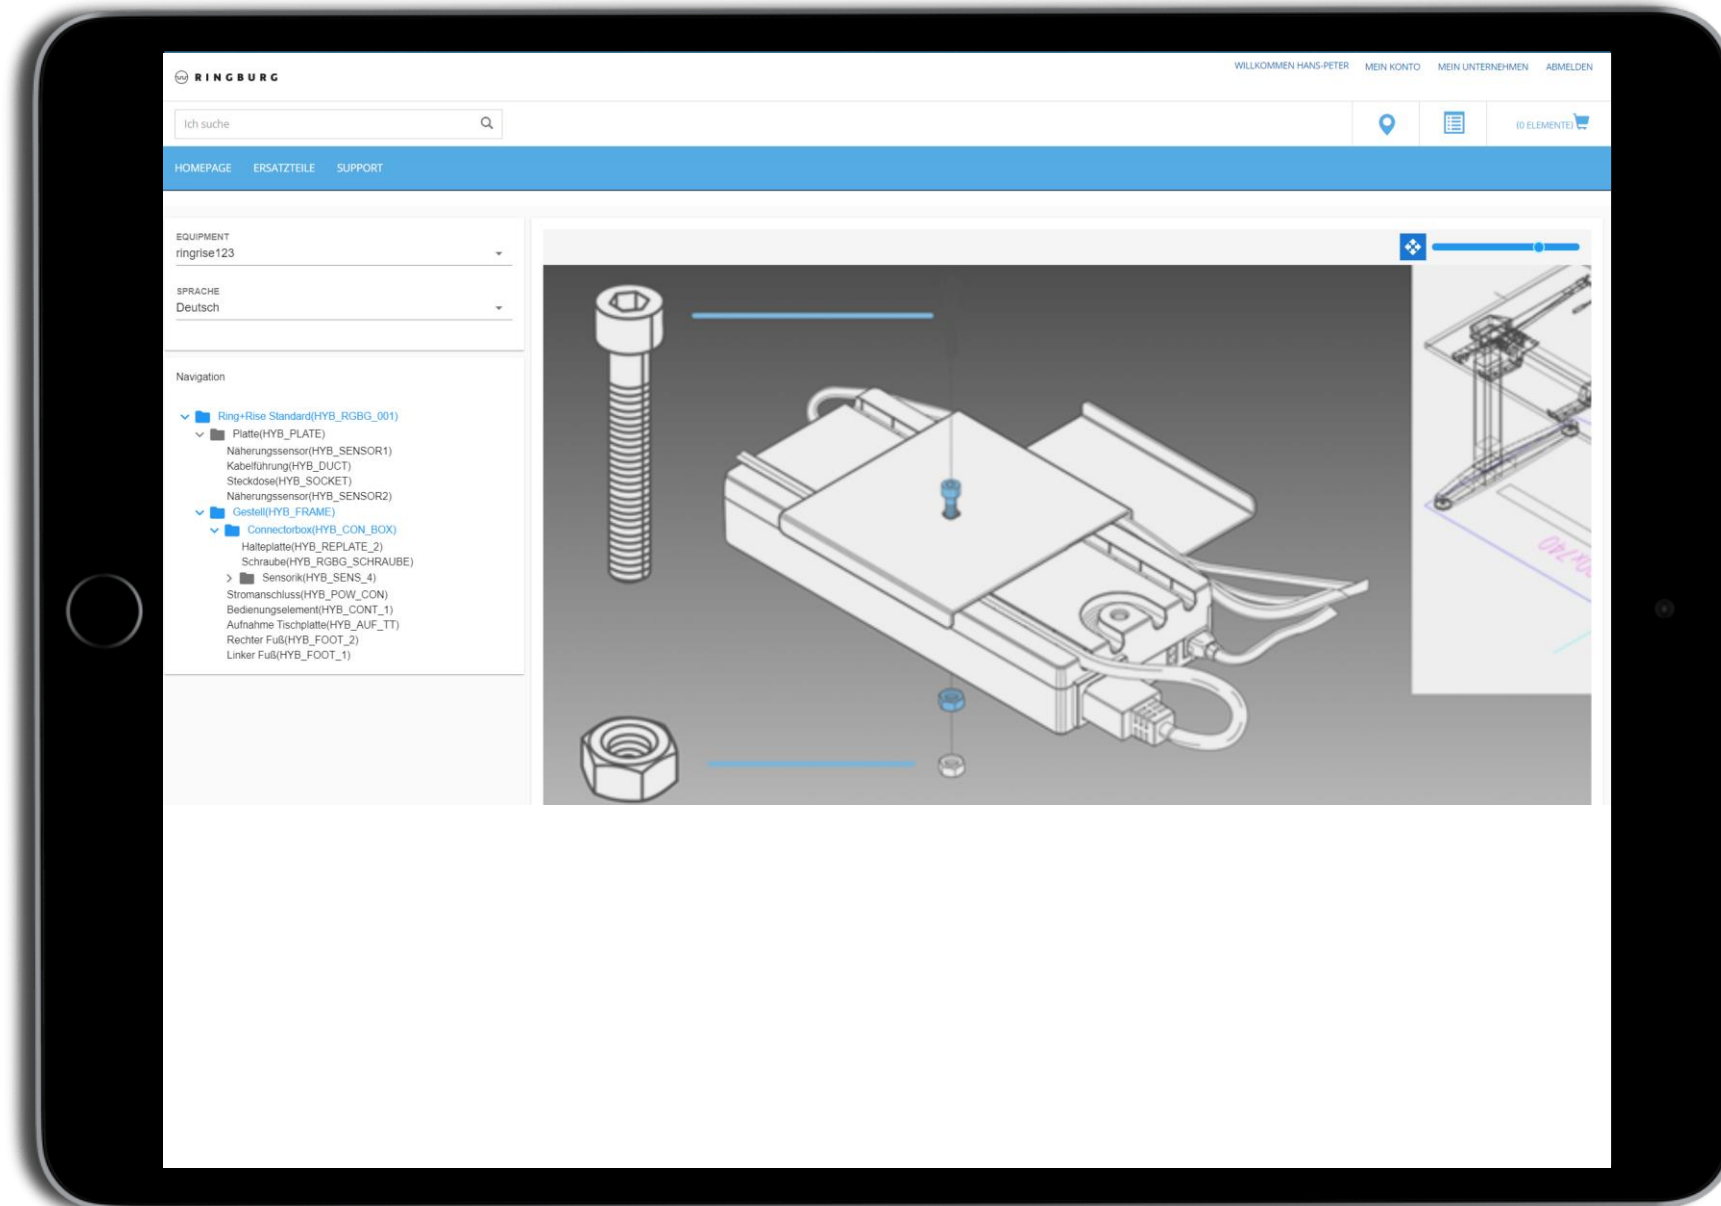 RINGBURG
WILLKOMMEN HANS-PETER MEIN KONTO MEIN UNTERNEHMEN ABMELDEN
Ich suche
(0 ELEMENTE)
HOMEPAGE ERSATZTEILE SUPPORT
EQUIPMENT
ringrise123
SPRACHE
Deutsch
Navigation
Ring+Rise Standard(HYB_RGBG_001)
Platte(HYB_PLATE)
Näherungssensor(HYB_SENSOR1)
Kabelführung(HYB_DUCT)
Steckdose(HYB_SOCKET)
Näherungssensor(HYB_SENSOR2)
Gestell(HYB_FRAME)
Connectorbox(HYB_CON_BOX)
Halteplatte(HYB_REPLATE_2)
Schraube(HYB_RGBG_SCHRAUBE)
Sensorik(HYB_SENS_4)
Stromanschluss(HYB_POW_CON)
Bedienungselement(HYB_CONT_1)
Aufnahme Tischplatte(HYB_AUF_TT)
Rechter Fuß(HYB_FOOT_2)
Linker Fuß(HYB_FOOT_1)